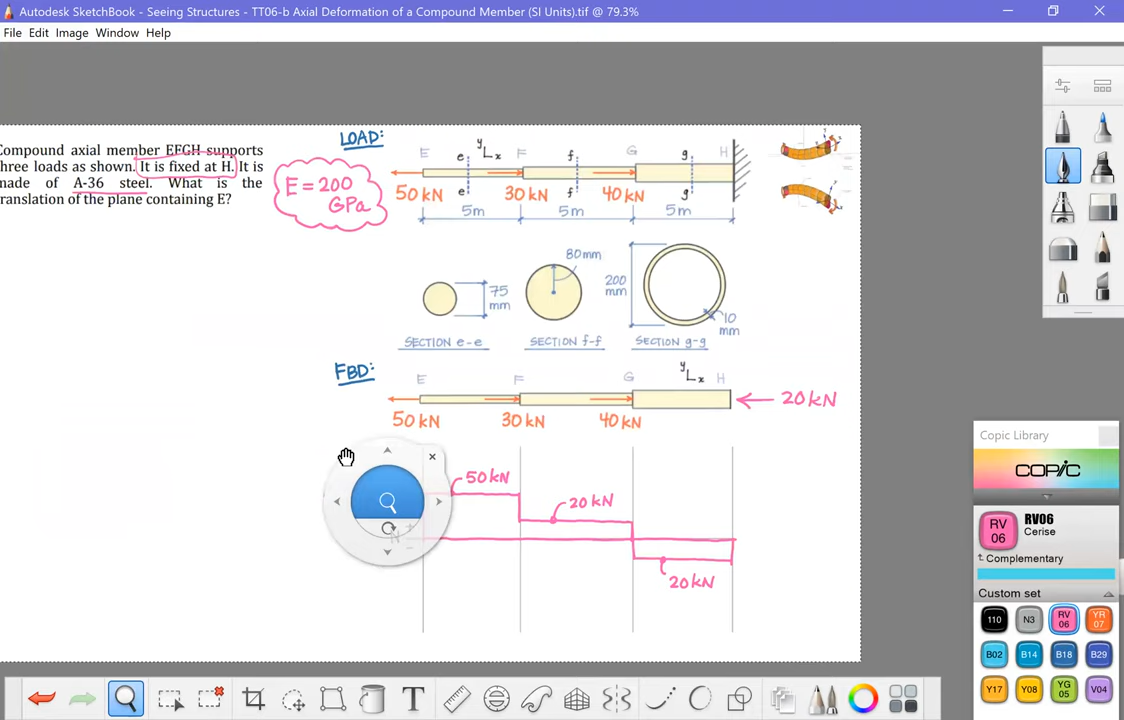 Autodesk SketchBook - Seeing Structures - TT06-b Axial Deformation of a Compound Member (SI Units).tif @ 79.3%
File Edit Image Window Help
LOAD:
Compound axial member EFGH supports
three loads as shown. It is fixed at H. It is
made of A-36 steel. What is the
translation of the plane containing E?
E = 200
GPa
E e y x F f G g H
50 kN e 30 kN f 40 kN g
5m 5m 5m
80mm
75
mm
200
mm
10
mm
SECTION e-e SECTION f-f SECTION g-g
FBD:
E F G y x H
20 kN
50 kN 30 kN 40 kN
50 kN
20 kN
N + -
20 kN
Copic Library
COPIC
RV
06
RV06
Cerise
Complementary
Custom set
110 N3 RV 06 YR 07
B02 B14 B18 B29
Y17 Y08 YG 05 V04
T